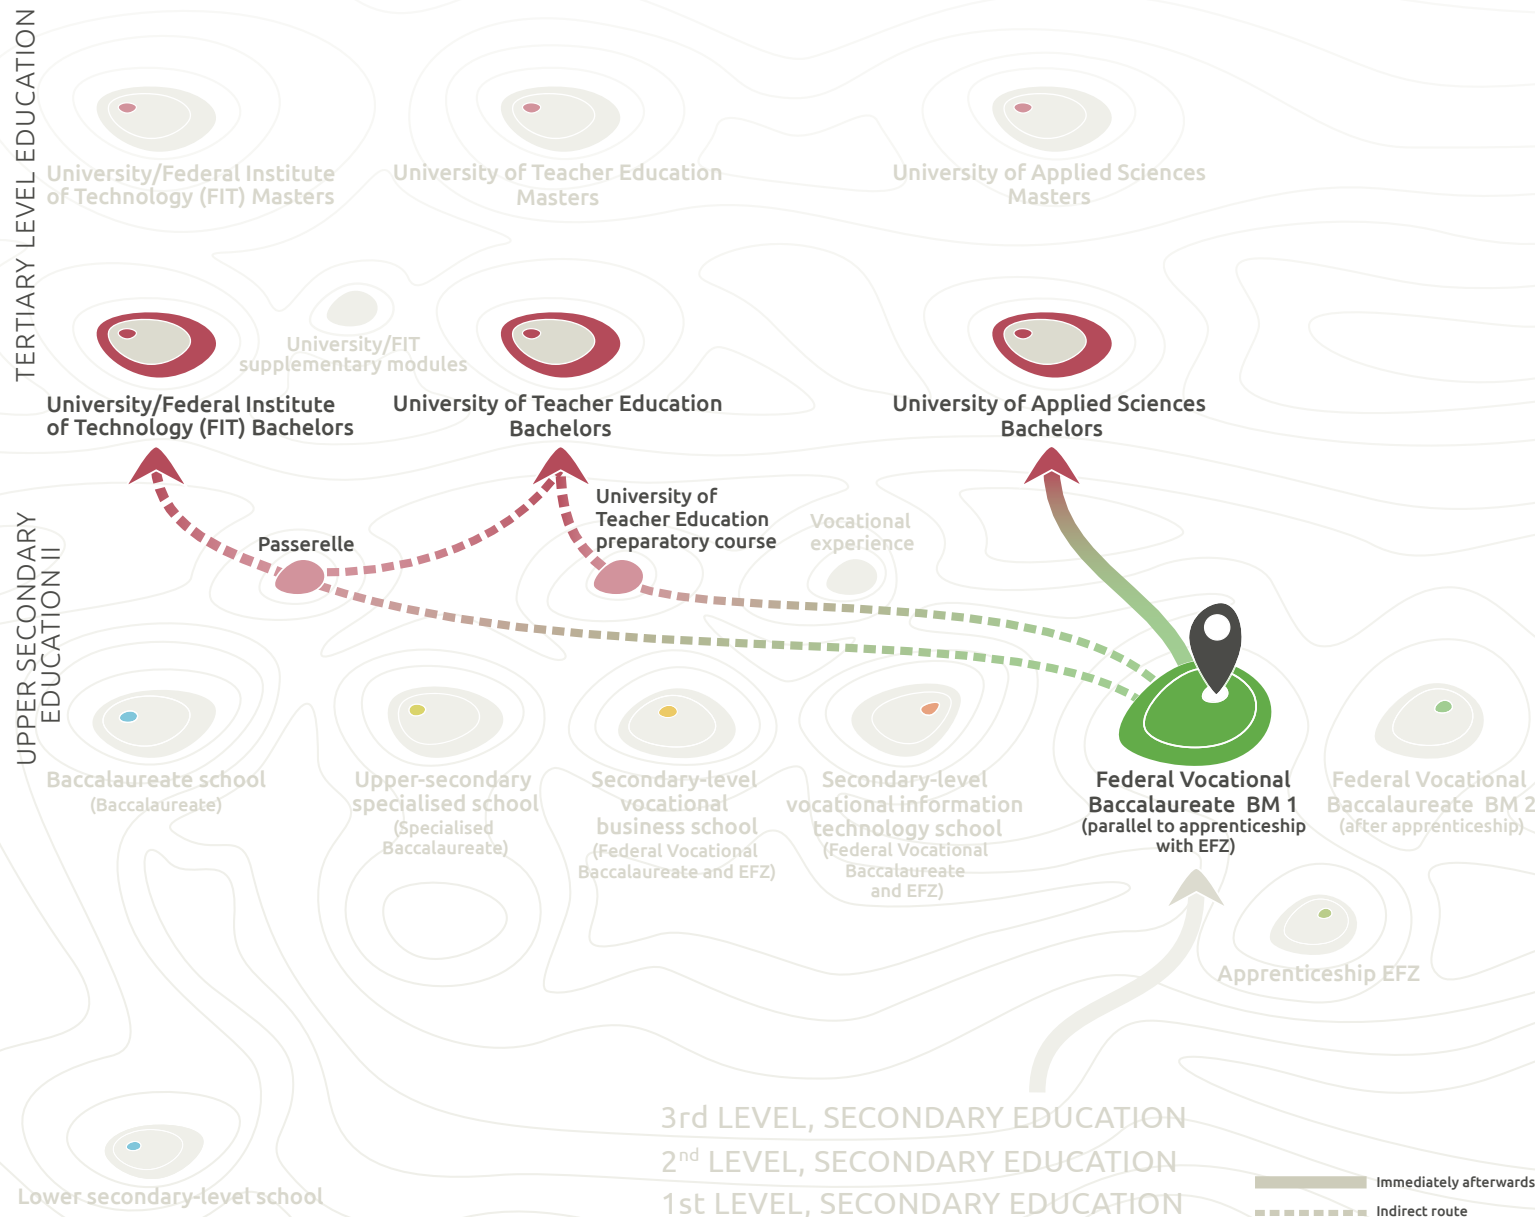 TERTIARY LEVEL EDUCATION
University/Federal Institute
of Technology (FIT) Masters
University of Teacher Education
Masters
University of Applied Sciences
Masters
University/FIT
supplementary modules
University/Federal Institute
of Technology (FIT) Bachelors
University of Teacher Education
Bachelors
University of Applied Sciences
Bachelors
UPPER SECONDARY
EDUCATION II
Passerelle
University of
Teacher Education
preparatory course
Vocational
experience
Baccalaureate school
(Baccalaureate)
Upper-secondary
specialised school
(Specialised
Baccalaureate)
Secondary-level
vocational
business school
(Federal Vocational
Baccalaureate and EFZ)
Secondary-level
vocational information
technology school
(Federal Vocational
Baccalaureate
and EFZ)
Federal Vocational
Baccalaureate BM 1
(parallel to apprenticeship
with EFZ)
Federal Vocational
Baccalaureate BM 2
(after apprenticeship)
Apprenticeship EFZ
3rd LEVEL, SECONDARY EDUCATION
2nd LEVEL, SECONDARY EDUCATION
1st LEVEL, SECONDARY EDUCATION
Lower secondary-level school
Immediately afterwards
Indirect route